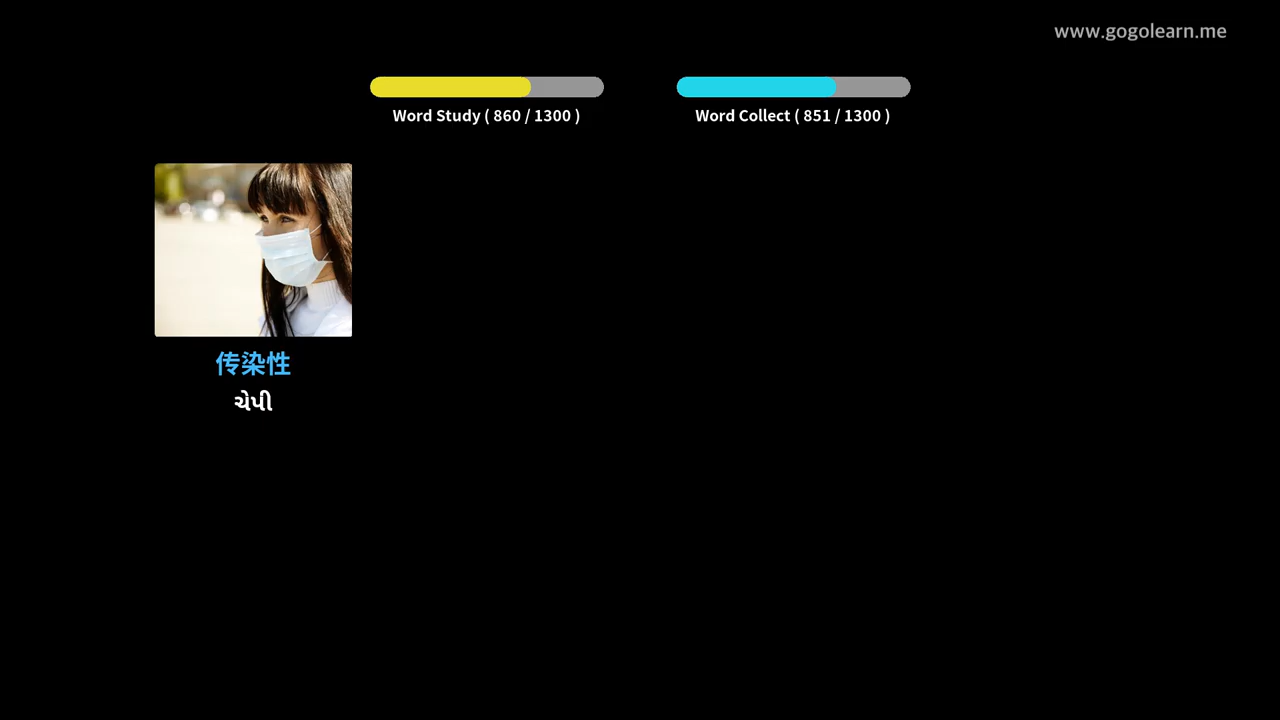 www.gogolearn.me
Word Study ( 860 / 1300 )
Word Collect ( 851 / 1300 )
传染性
ચેપી